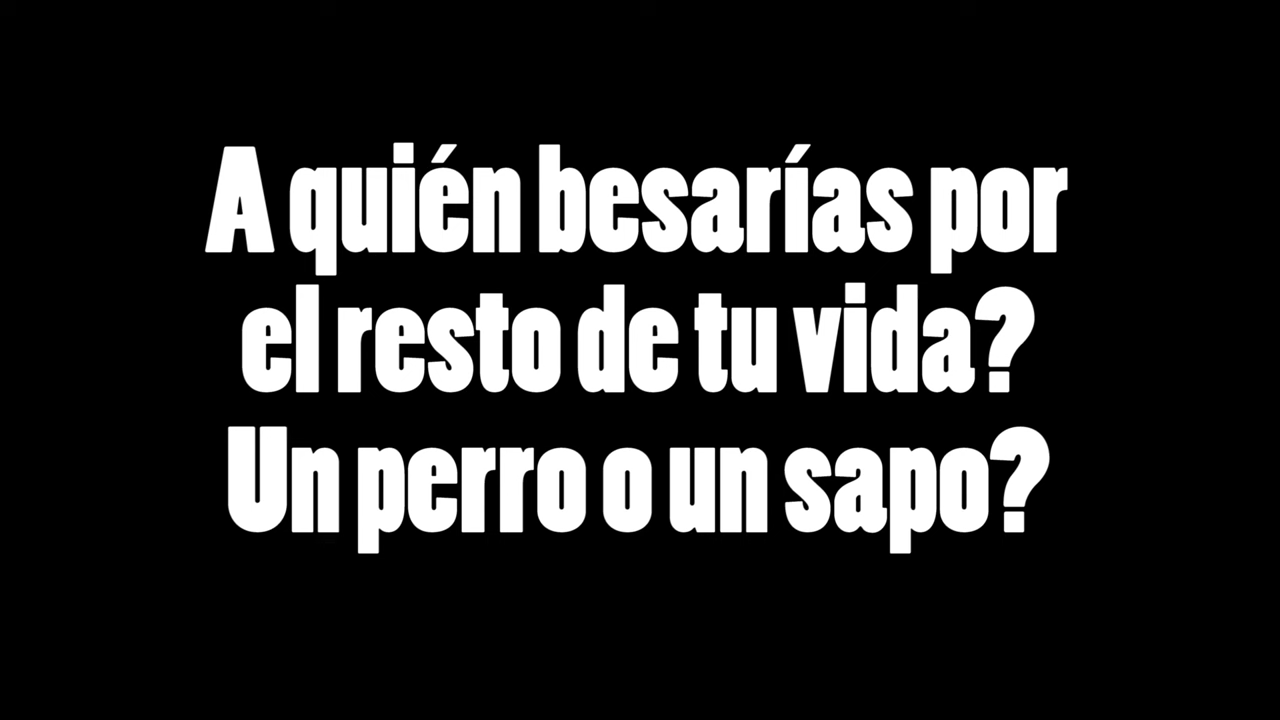 A quién besarías por
el resto de tu vida?
Un perro o un sapo?